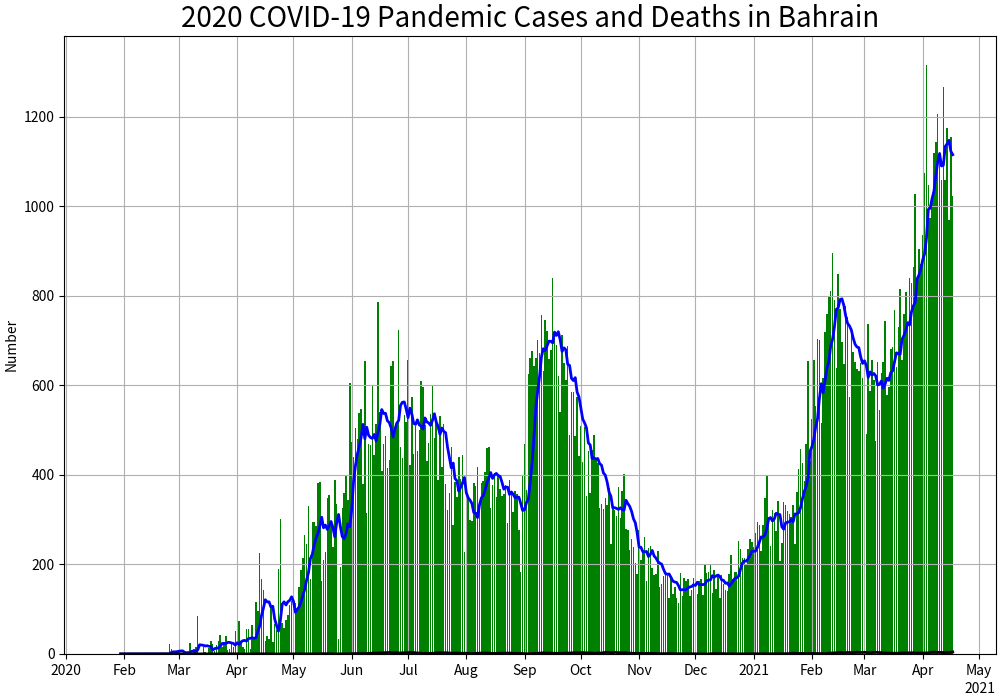 2020 COVID-19 Pandemic Cases and Deaths in Bahrain
Number
1200
1000
800
600
400
200
0
2020 Feb Mar Apr May Jun Jul Aug Sep Oct Nov Dec 2021 Feb Mar Apr May
2021